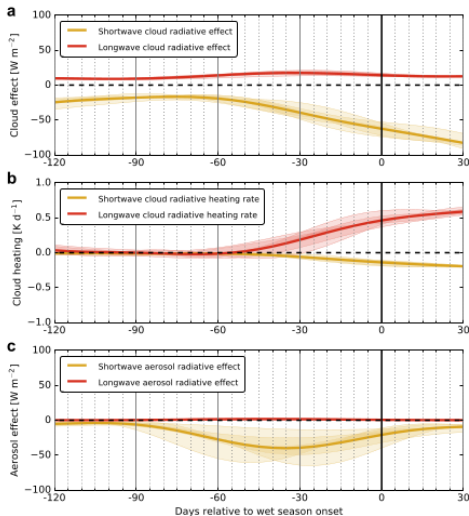 a
100
50
0
−50
−100
Cloud effect [W m⁻²]
Shortwave cloud radiative effect
Longwave cloud radiative effect
-120 -90 -60 -30 0 30
b
1.0
0.5
0.0
−0.5
−1.0
Cloud heating [K d⁻¹]
Shortwave cloud radiative heating rate
Longwave cloud radiative heating rate
-120 -90 -60 -30 0 30
c
100
50
0
−50
−100
Aerosol effect [W m⁻²]
Shortwave aerosol radiative effect
Longwave aerosol radiative effect
-120 -90 -60 -30 0 30
Days relative to wet season onset